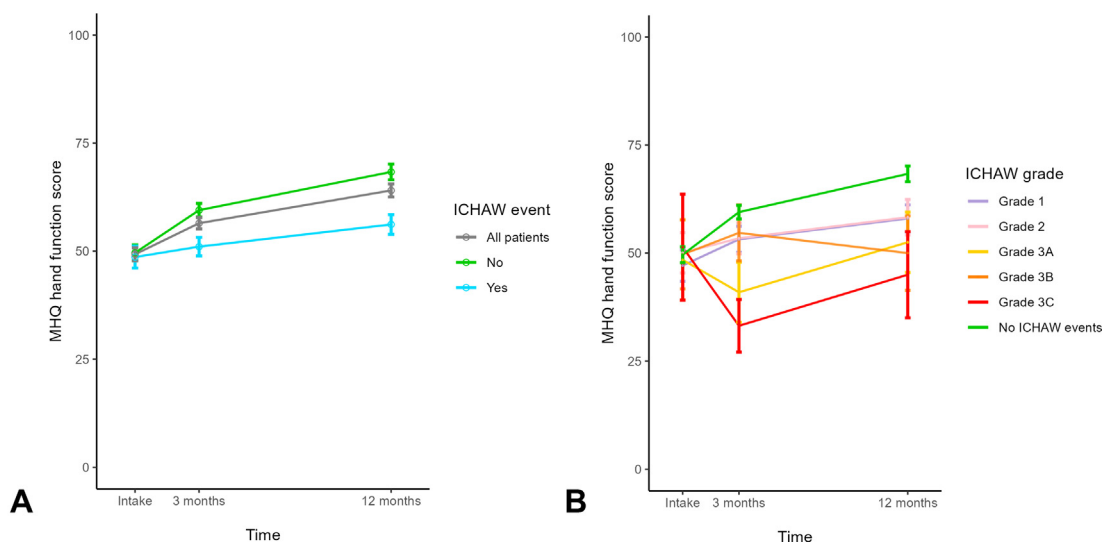 100
75
50
25
0
MHQ hand function score
Intake
3 months
12 months
Time
ICHAW event
All patients
No
Yes
A
100
75
50
25
0
MHQ hand function score
Intake
3 months
12 months
Time
ICHAW grade
Grade 1
Grade 2
Grade 3A
Grade 3B
Grade 3C
No ICHAW events
B